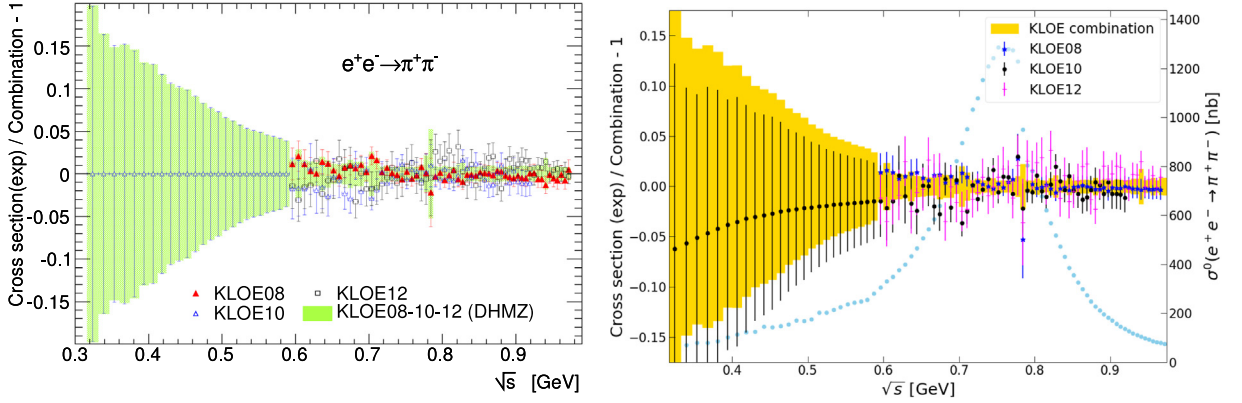 Cross section(exp) / Combination - 1
0.15
0.1
0.05
0
-0.05
-0.1
-0.15
e⁺e⁻→π⁺π⁻
KLOE08
KLOE10
KLOE12
KLOE08-10-12 (DHMZ)
0.3 0.4 0.5 0.6 0.7 0.8 0.9
√s [GeV]
Cross section (exp) / Combination - 1
0.15
0.10
0.05
0.00
−0.05
−0.10
−0.15
KLOE combination
KLOE08
KLOE10
KLOE12
0.4 0.5 0.6 0.7 0.8 0.9
√s [GeV]
1400
1200
1000
800
600
400
200
0
σ⁰(e⁺e⁻→π⁺π⁻) [nb]